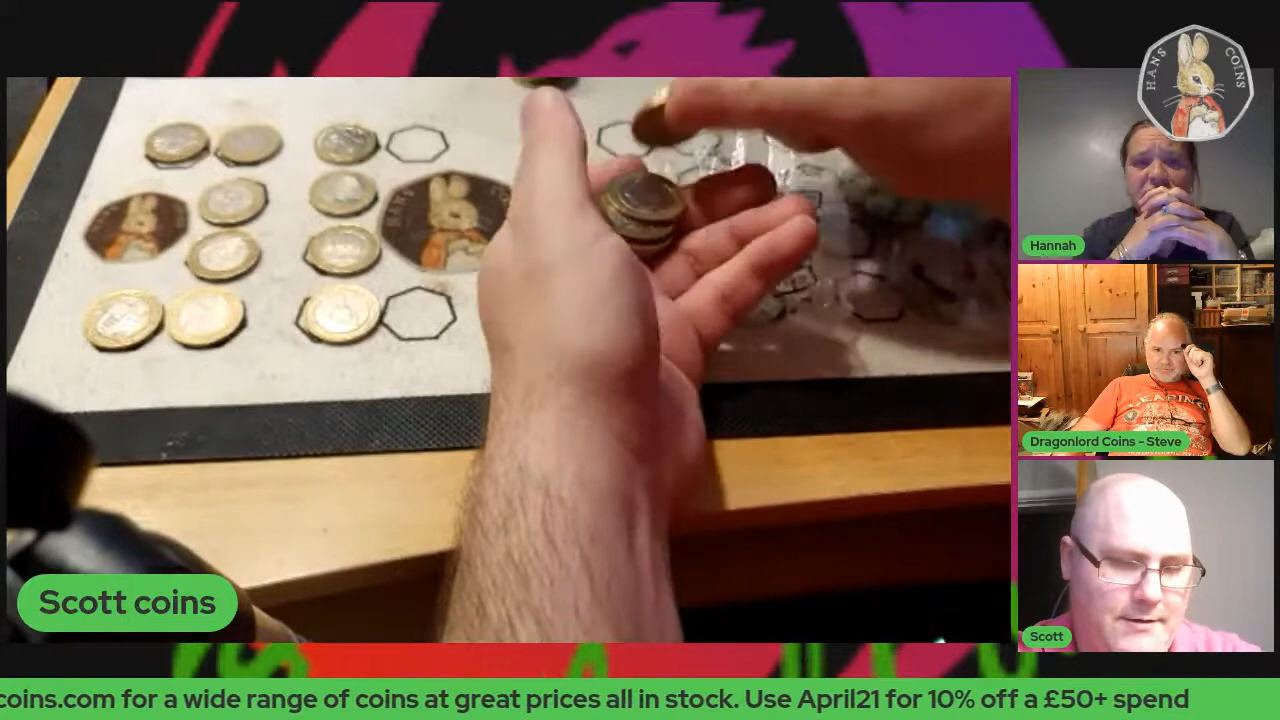 HANS COINS
Hannah
LEAPING
Dragonlord Coins - Steve
Scott coins
Scott
coins.com for a wide range of coins at great prices all in stock. Use April21 for 10% off a £50+ spend